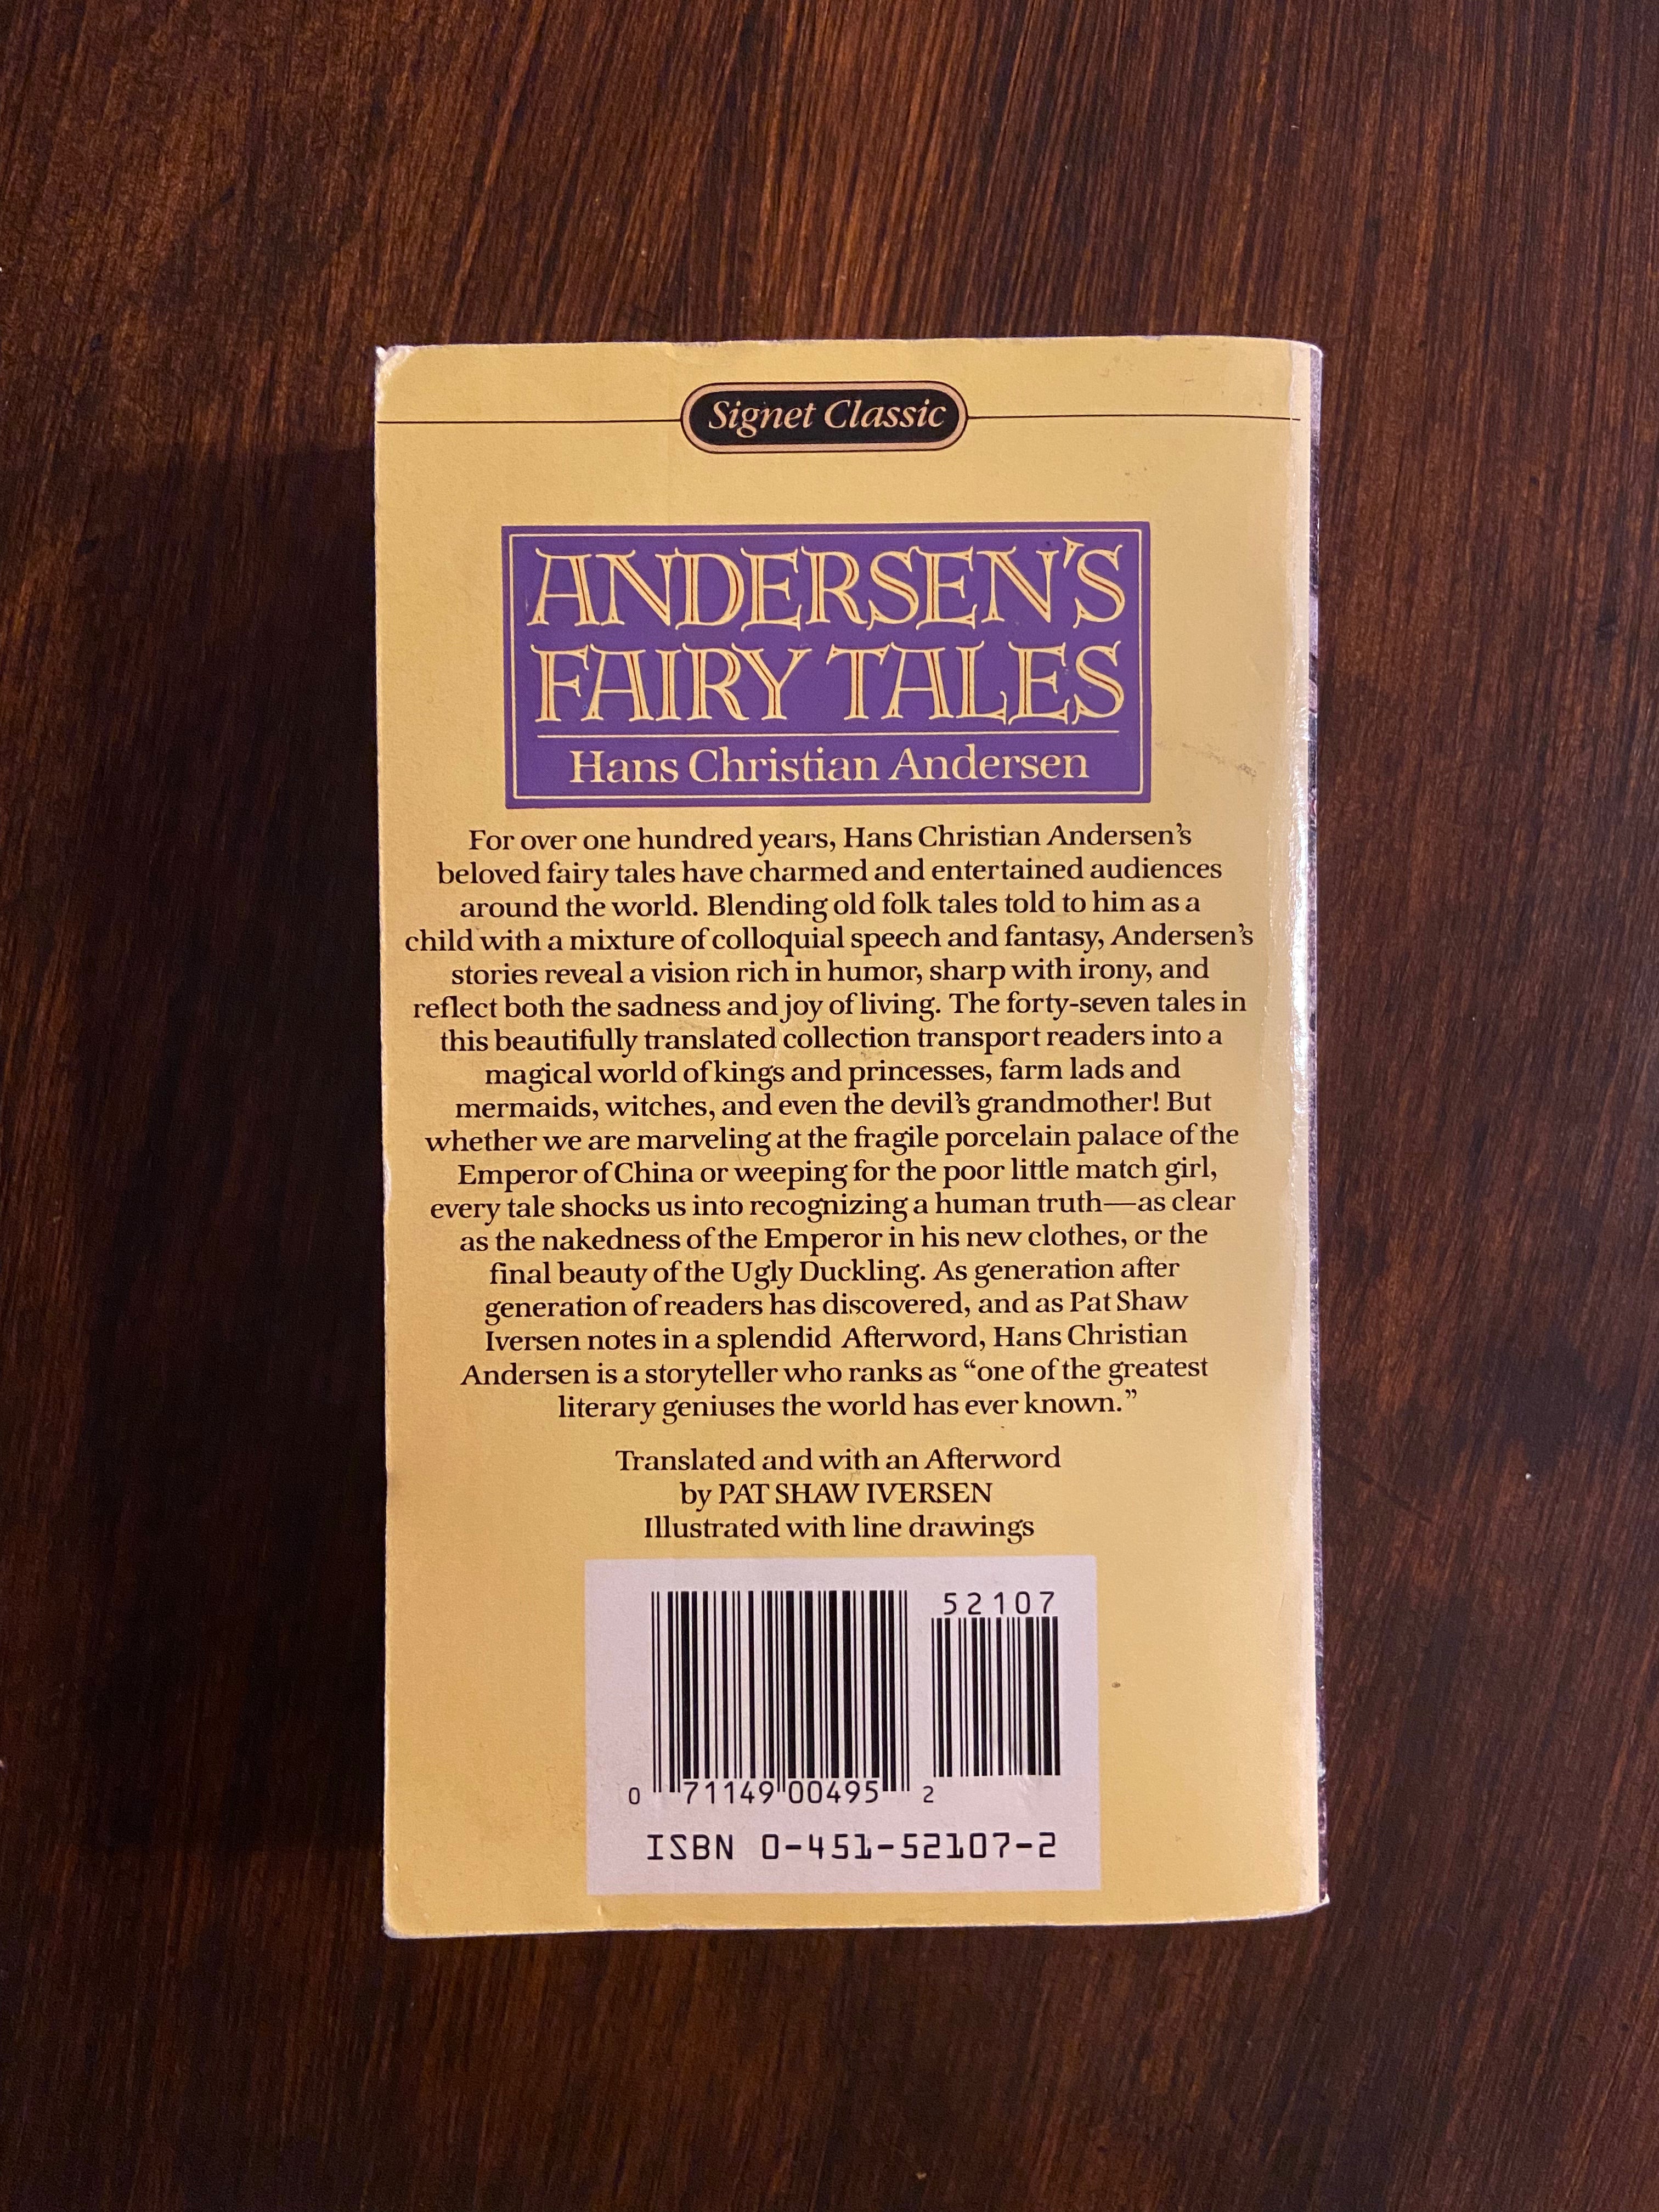 Signet Classic
ANDERSEN'S
FAIRY TALES
Hans Christian Andersen
For over one hundred years, Hans Christian Andersen's
beloved fairy tales have charmed and entertained audiences
around the world. Blending old folk tales told to him as a
child with a mixture of colloquial speech and fantasy, Andersen's
stories reveal a vision rich in humor, sharp with irony, and
reflect both the sadness and joy of living. The forty-seven tales in
this beautifully translated collection transport readers into a
magical world of kings and princesses, farm lads and
mermaids, witches, and even the devil's grandmother! But
whether we are marveling at the fragile porcelain palace of the
Emperor of China or weeping for the poor little match girl,
every tale shocks us into recognizing a human truth—as clear
as the nakedness of the Emperor in his new clothes, or the
final beauty of the Ugly Duckling. As generation after
generation of readers has discovered, and as Pat Shaw
Iversen notes in a splendid Afterword, Hans Christian
Andersen is a storyteller who ranks as “one of the greatest
literary geniuses the world has ever known.”
Translated and with an Afterword
by PAT SHAW IVERSEN
Illustrated with line drawings
52107
0 71149 00495 2
ISBN 0-451-52107-2